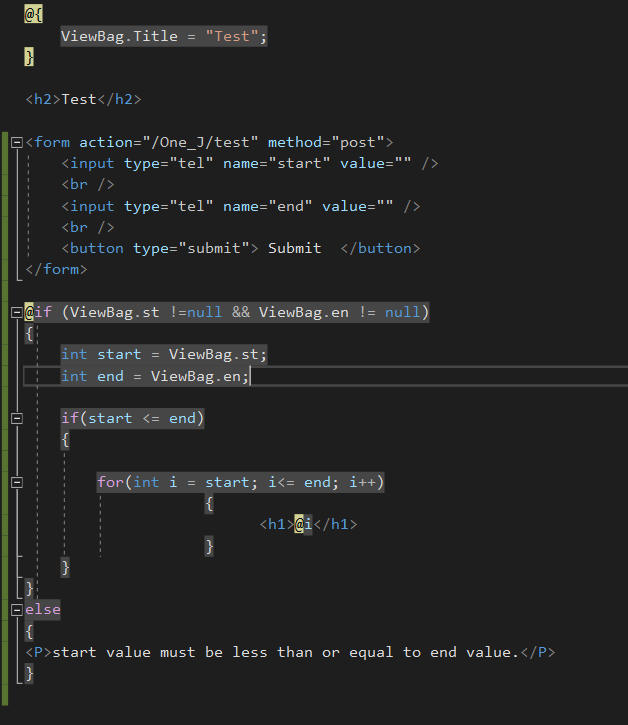 @{
    ViewBag.Title = "Test";
}

<h2>Test</h2>

<form action="/One_J/test" method="post">
    <input type="tel" name="start" value="" />
    <br />
    <input type="tel" name="end" value="" />
    <br />
    <button type="submit"> Submit  </button>
</form>

@if (ViewBag.st !=null && ViewBag.en != null)
{
    int start = ViewBag.st;
    int end = ViewBag.en;

    if(start <= end)
    {

        for(int i = start; i<= end; i++)
                    {
                          <h1>@i</h1>
                    }
    }
}
else
{
<P>start value must be less than or equal to end value.</P>
}